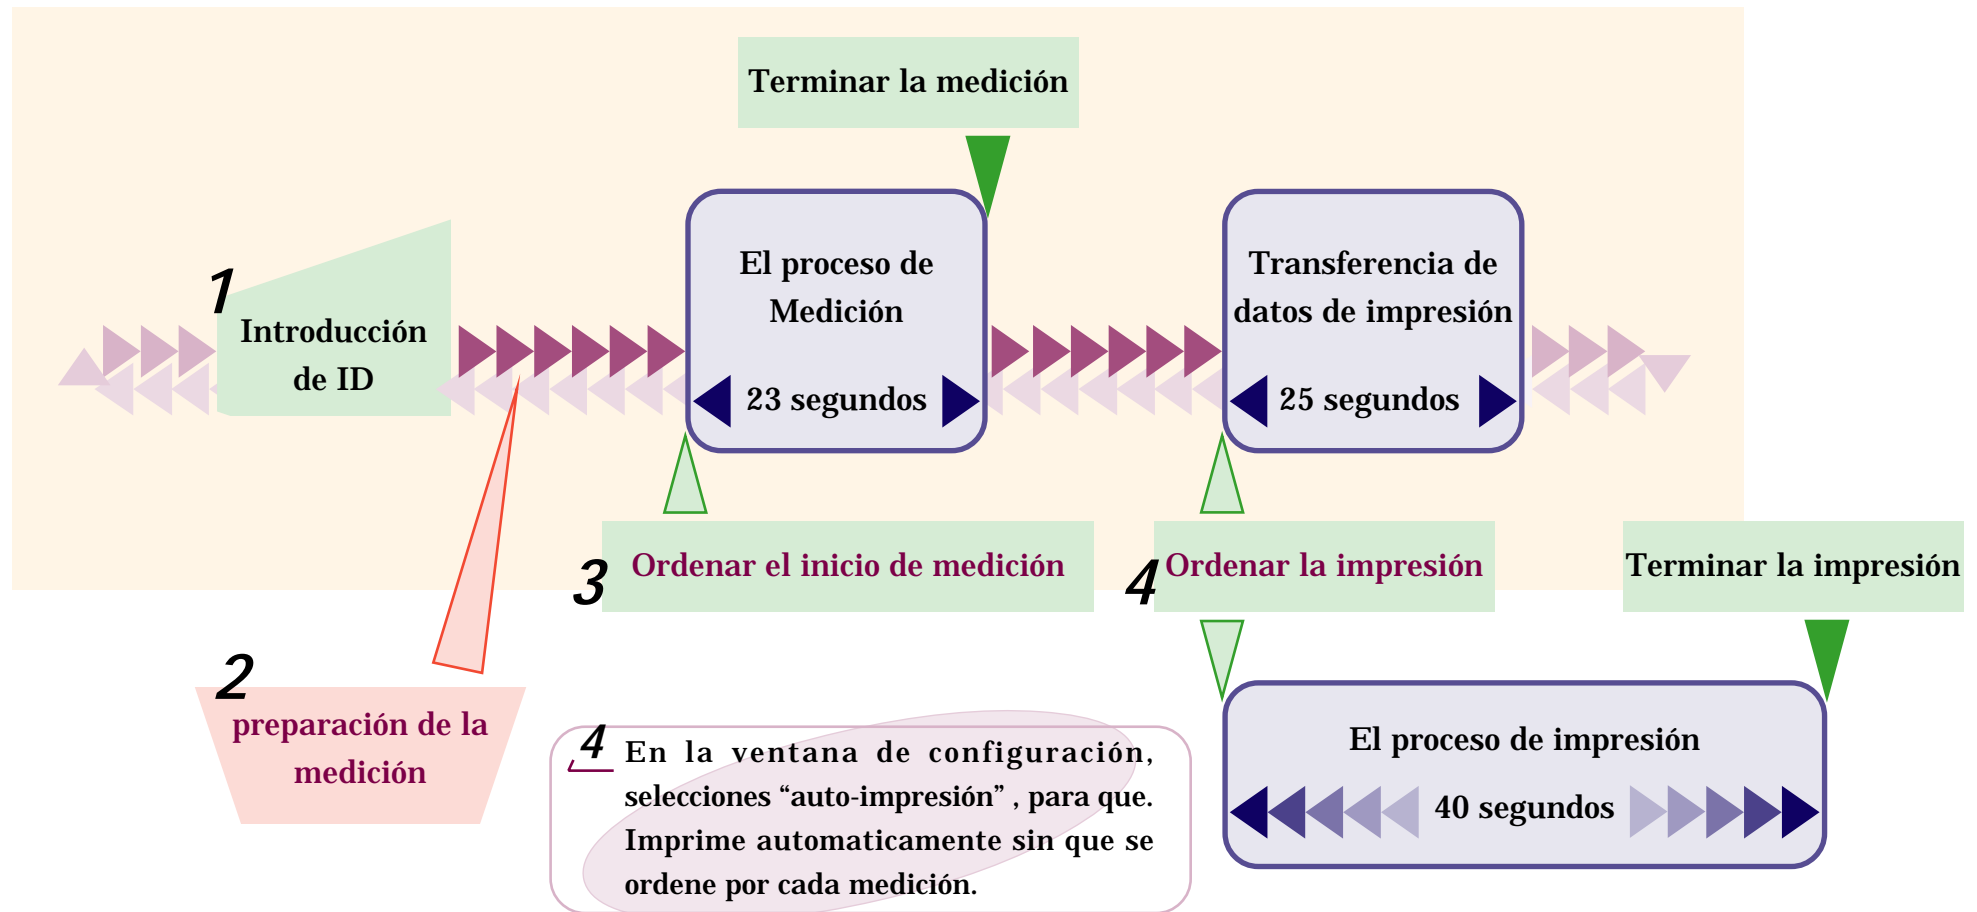 Terminar la medición
1
Introducción
de ID
El proceso de
Medición
23 segundos
Transferencia de
datos de impresión
25 segundos
3
Ordenar el inicio de medición
4
Ordenar la impresión
Terminar la impresión
2
preparación de la
medición
4
En la ventana de configuración,
selecciones “auto-impresión” , para que.
Imprime automaticamente sin que se
ordene por cada medición.
El proceso de impresión
40 segundos